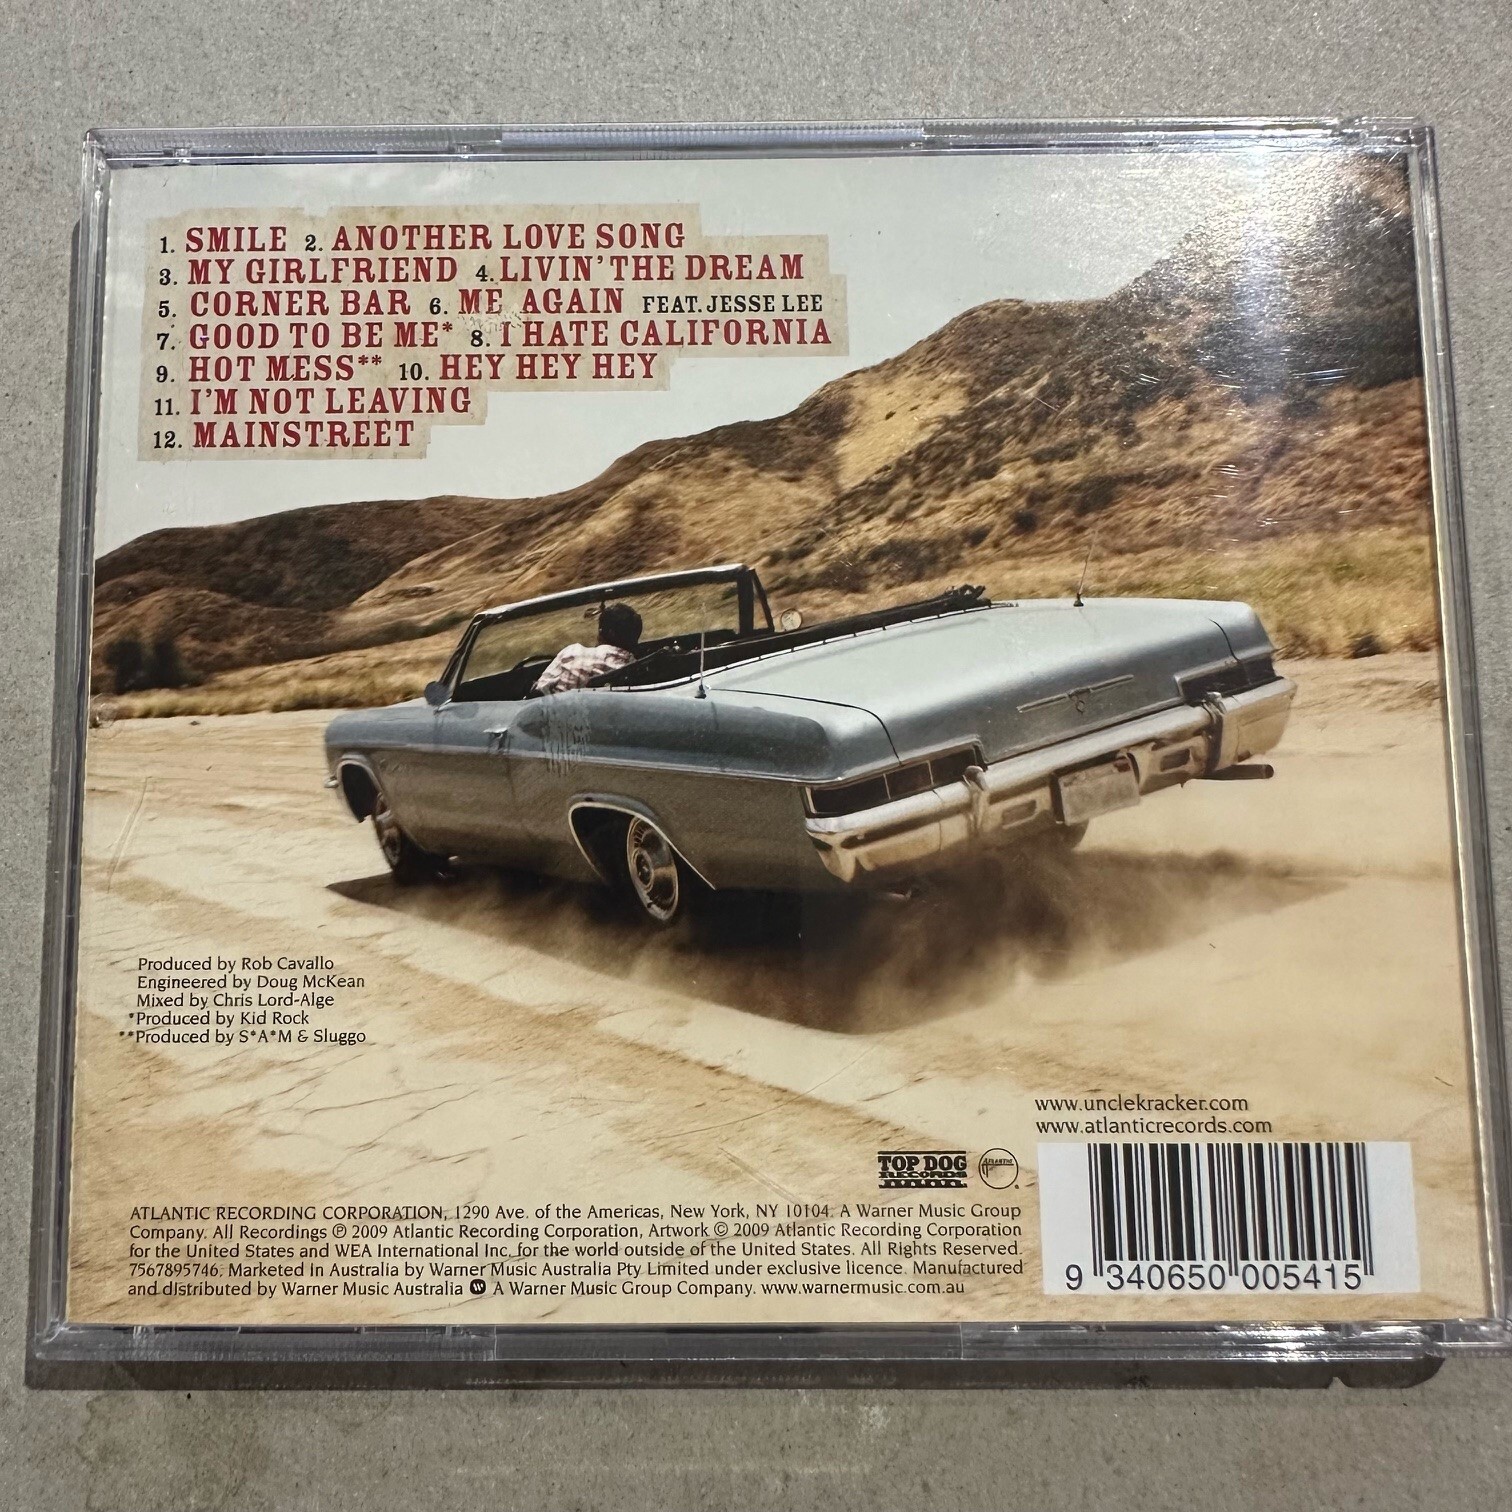 1. SMILE 2. ANOTHER LOVE SONG
3. MY GIRLFRIEND 4. LIVIN' THE DREAM
5. CORNER BAR 6. ME AGAIN FEAT. JESSE LEE
7. GOOD TO BE ME* 8. I HATE CALIFORNIA
9. HOT MESS** 10. HEY HEY HEY
11. I'M NOT LEAVING
12. MAINSTREET
Produced by Rob Cavallo
Engineered by Doug McKean
Mixed by Chris Lord-Alge
*Produced by Kid Rock
**Produced by S*A*M & Sluggo
www.unclekracker.com
www.atlanticrecords.com
TOP DOG
RECORDS
ATLANTIC
ATLANTIC RECORDING CORPORATION, 1290 Ave. of the Americas, New York, NY 10104. A Warner Music Group
Company. All Recordings ℗ 2009 Atlantic Recording Corporation, Artwork © 2009 Atlantic Recording Corporation
for the United States and WEA International Inc. for the world outside of the United States. All Rights Reserved.
7567895746. Marketed In Australia by Warner Music Australia Pty Limited under exclusive licence. Manufactured
and distributed by Warner Music Australia A Warner Music Group Company. www.warnermusic.com.au
9 340650 005415